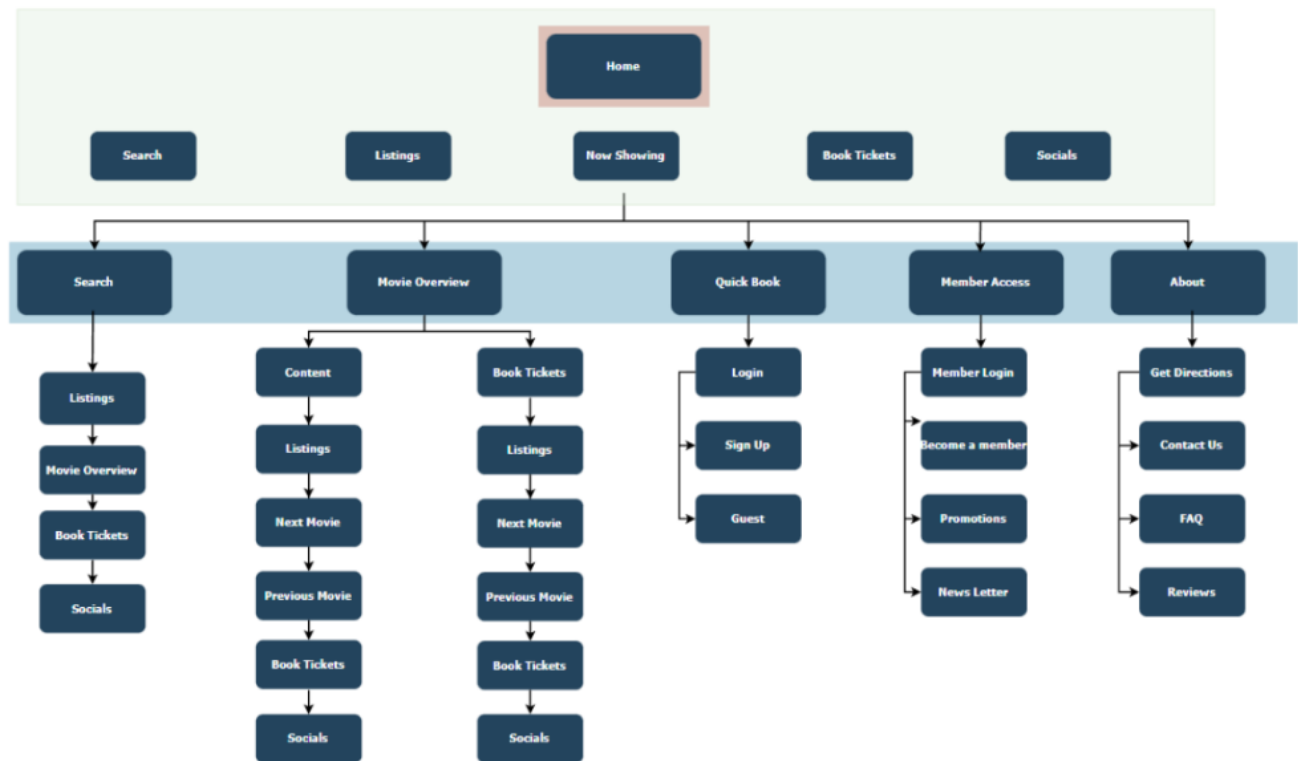 Home
Search
Listings
Now Showing
Book Tickets
Socials
Search
Movie Overview
Quick Book
Member Access
About
Listings
Movie Overview
Book Tickets
Socials
Content
Listings
Next Movie
Previous Movie
Book Tickets
Socials
Book Tickets
Listings
Next Movie
Previous Movie
Book Tickets
Socials
Login
Sign Up
Guest
Member Login
Become a member
Promotions
News Letter
Get Directions
Contact Us
FAQ
Reviews